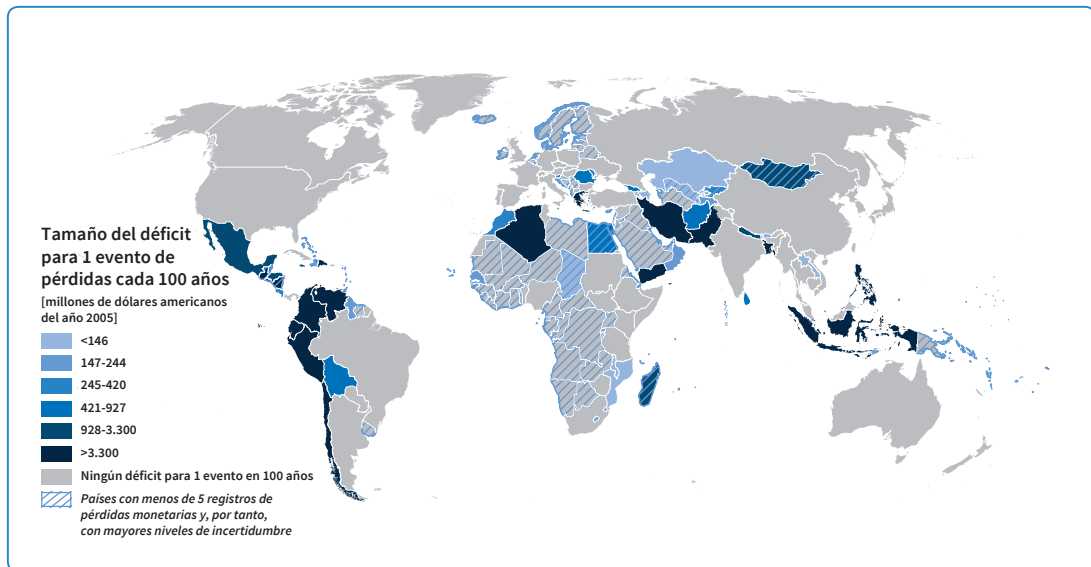 Tamaño del déficit
para 1 evento de
pérdidas cada 100 años
[millones de dólares americanos
del año 2005]
<146
147-244
245-420
421-927
928-3.300
>3.300
Ningún déficit para 1 evento en 100 años
Países con menos de 5 registros de
pérdidas monetarias y, por tanto,
con mayores niveles de incertidumbre